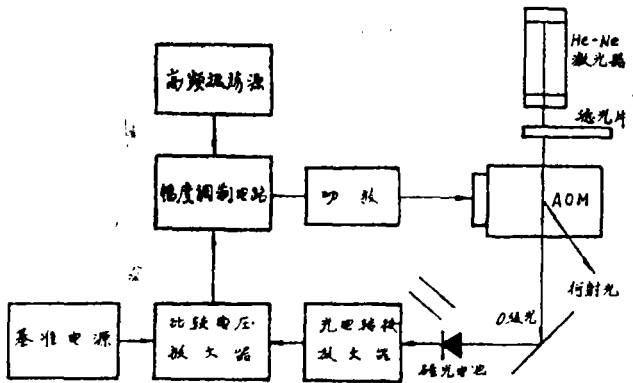 He-Ne
激光器
高频振荡源
滤光片
幅度调制电路
功放
AOM
衍射光
0级光
基准电源
比较电压
放大器
光电转换
放大器
硅光电池